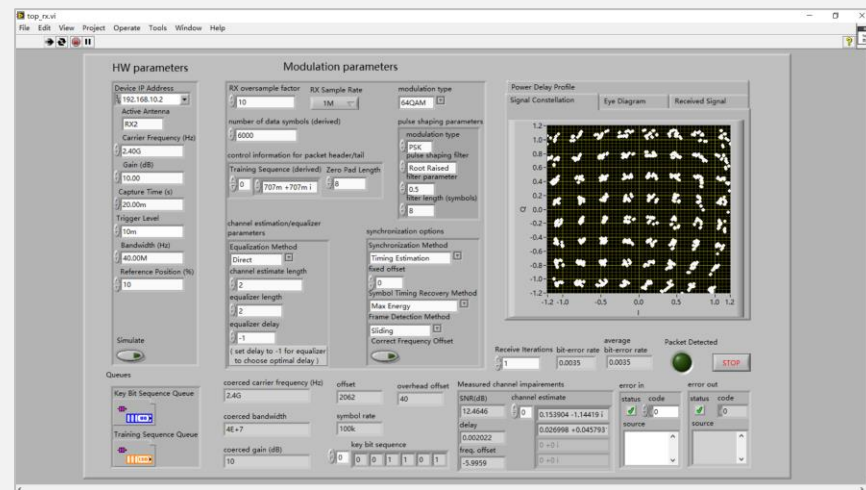 top_rx.vi
File Edit View Project Operate Tools Window Help
HW parameters
Modulation parameters
Device IP Address
192.168.10.2
Active Antenna
RX2
Carrier Frequency (Hz)
2.40G
Gain (dB)
10.00
Capture Time (s)
20.00m
Trigger Level
10m
Bandwidth (Hz)
40.00M
Reference Position (%)
10
Simulate
RX oversample factor
10
RX Sample Rate
1M
modulation type
64QAM
number of data symbols (derived)
6000
control information for packet header/tail
Training Sequence (derived) Zero Pad Length
0 707m +707m i 8
pulse shaping parameters
modulation type
PSK
pulse shaping filter
Root Raised
filter parameter
0.5
filter length (symbols)
8
channel estimation/equalizer
parameters
Equalization Method
Direct
channel estimate length
2
equalizer length
2
equalizer delay
-1
( set delay to -1 for equalizer
to choose optimal delay )
synchronization options
Synchronization Method
Timing Estimation
fixed offset
0
Symbol Timing Recovery Method
Max Energy
Frame Detection Method
Sliding
Correct Frequency Offset
Power Delay Profile
Signal Constellation Eye Diagram Received Signal
1.2
1.0
0.8
0.6
0.4
0.2
0.0
-0.2
-0.4
-0.6
-0.8
-1.0
-1.2
Q
-1.2 -1.0 -0.5 0.0 0.5 1.0 1.2
I
Receive Iterations
1
bit-error rate
0.0035
average
bit-error rate
0.0035
Packet Detected
STOP
Queues
Key Bit Sequence Queue
Training Sequence Queue
coerced carrier frequency (Hz)
2.4G
coerced bandwidth
4E+7
coerced gain (dB)
10
offset
2062
overhead offset
40
symbol rate
100k
key bit sequence
0 0 0 1 1 0 1
Measured channel impairements
SNR(dB)
12.4646
delay
0.002022
freq. offset
-5.9959
channel estimate
0
0.153904 -1.14419 i
0.026998 +0.045793
0 +0 i
0 +0 i
error in
status code
0
source
error out
status code
0
source